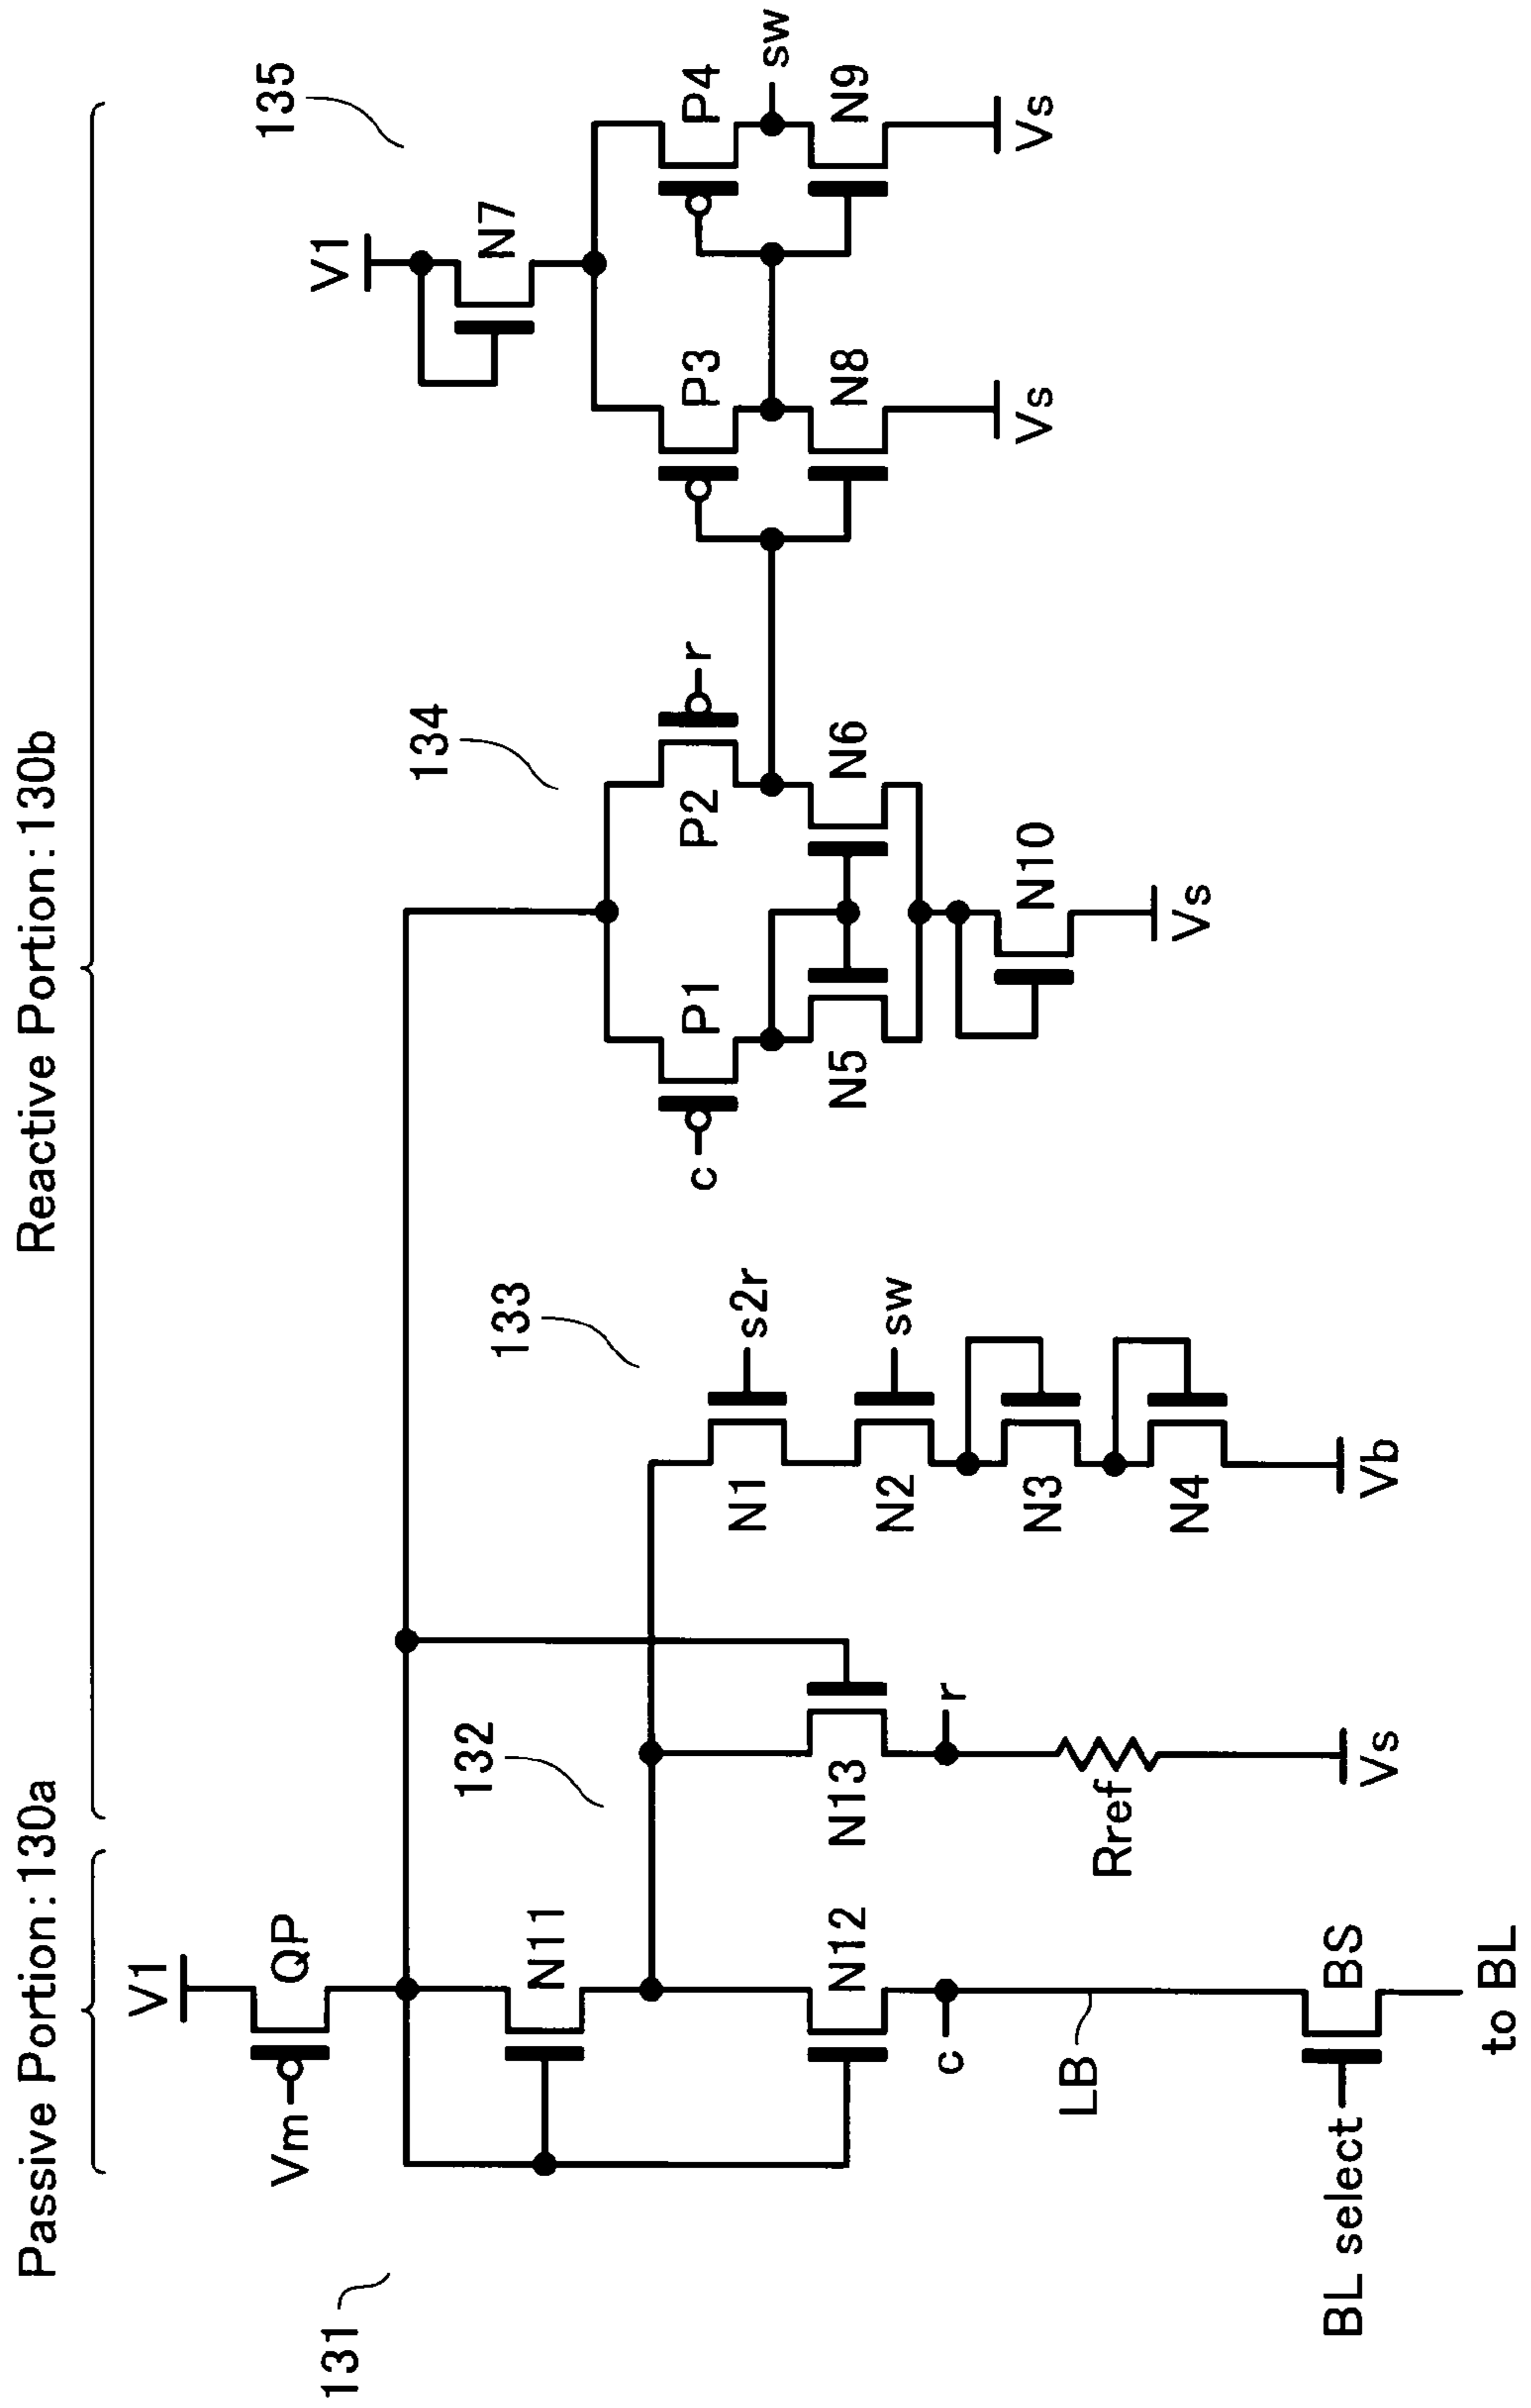 Passive Portion:130a
Reactive Portion:130b
131
V1
QP
Vm
N11
N12
c
LB
BS
BL select
to BL
132
N13
r
Rref
Vs
133
s2r
N1
sw
N2
N3
N4
Vb
134
c
P1
P2
r
N5
N6
N10
Vs
135
V1
N7
P3
P4
sw
N8
N9
Vs
Vs